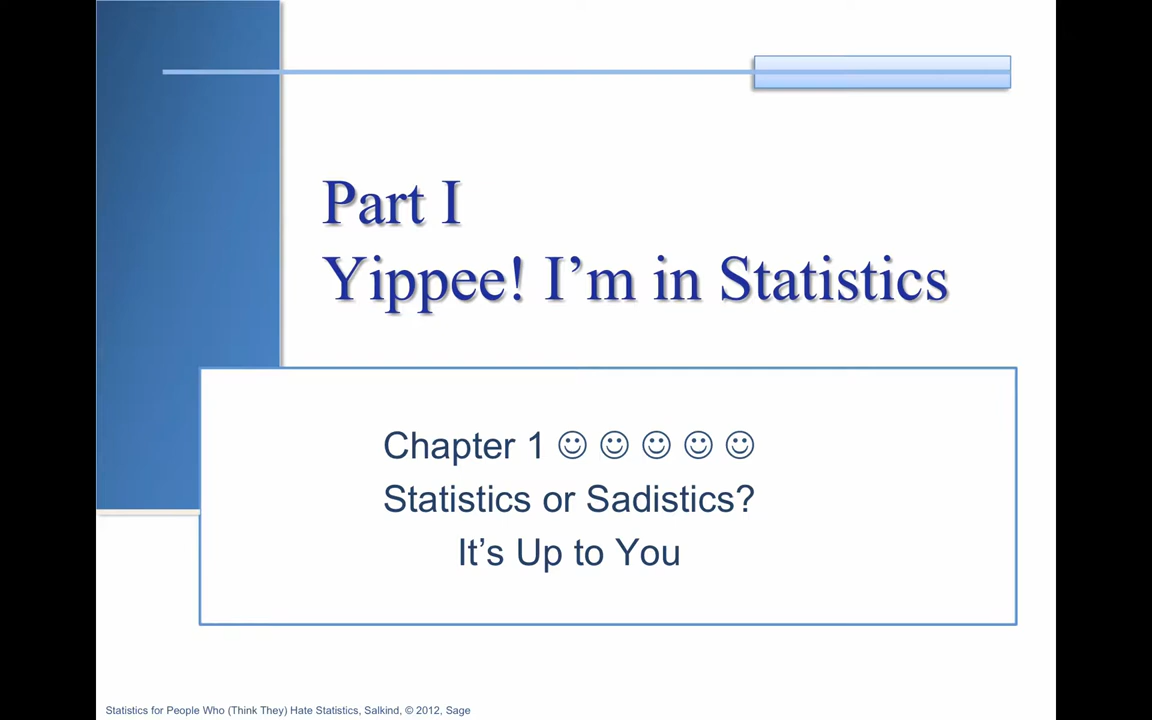 Part I
Yippee! I’m in Statistics
Chapter 1 ☺ ☺ ☺ ☺ ☺
Statistics or Sadistics?
It’s Up to You
Statistics for People Who (Think They) Hate Statistics, Salkind, © 2012, Sage